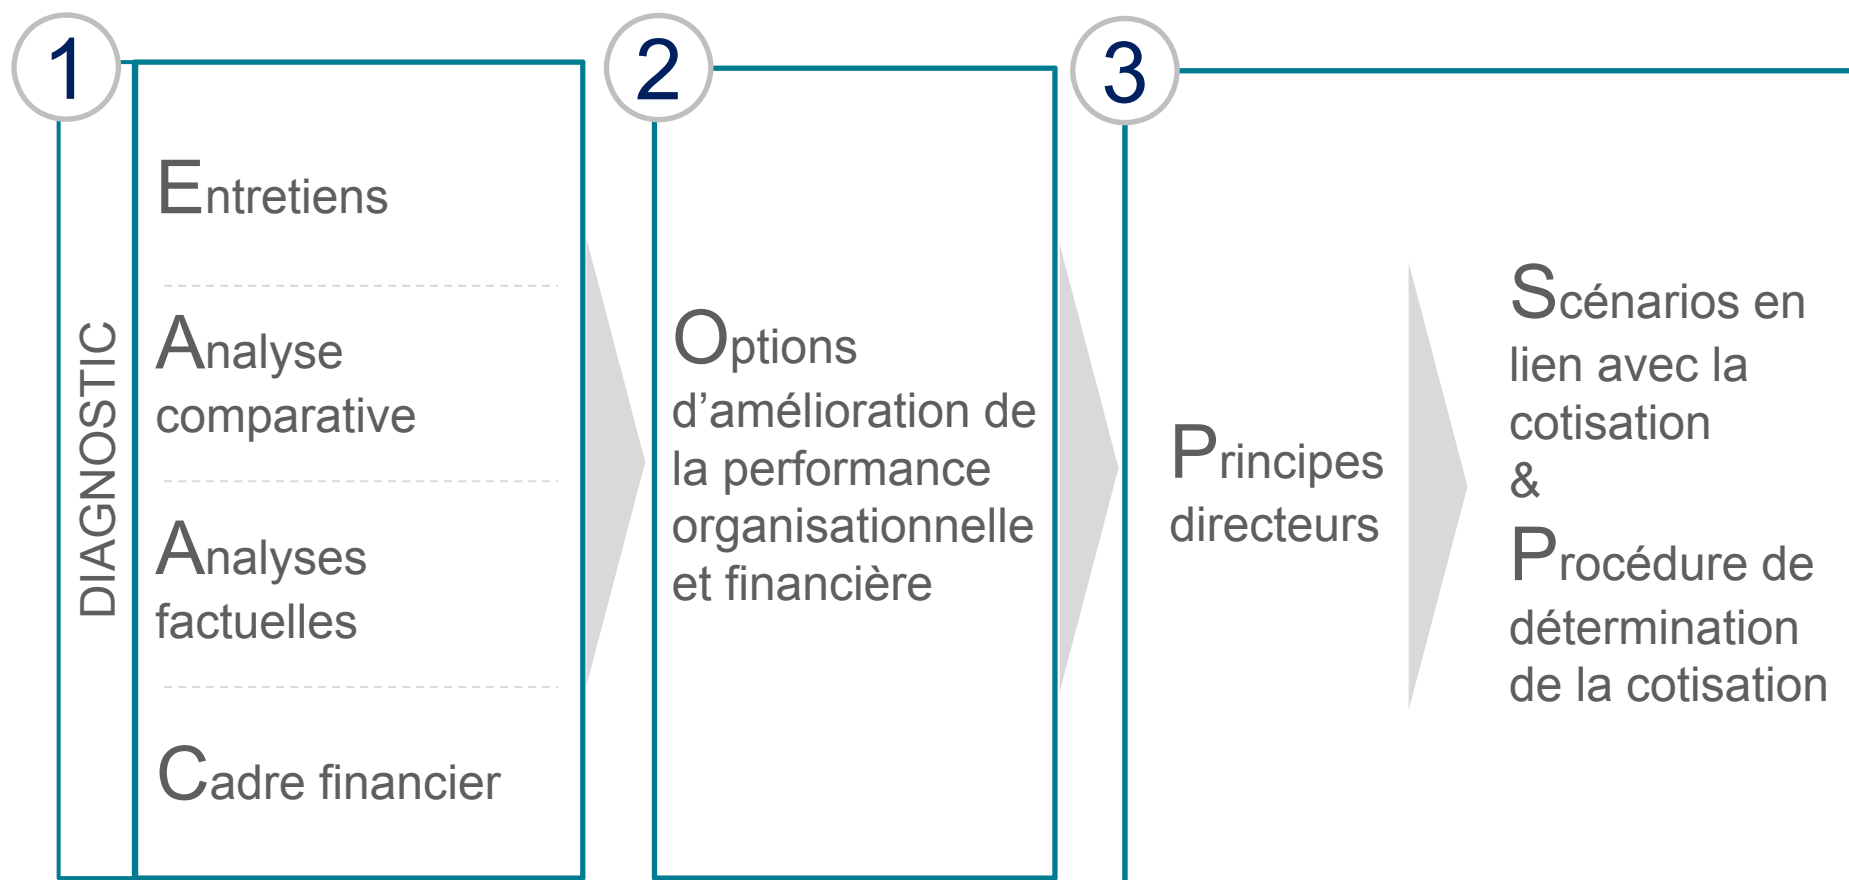 1
DIAGNOSTIC
Entretiens
Analyse
comparative
Analyses
factuelles
Cadre financier
2
Options
d’amélioration de
la performance
organisationnelle
et financière
3
Principes
directeurs
Scénarios en
lien avec la
cotisation
&
Procédure de
détermination
de la cotisation